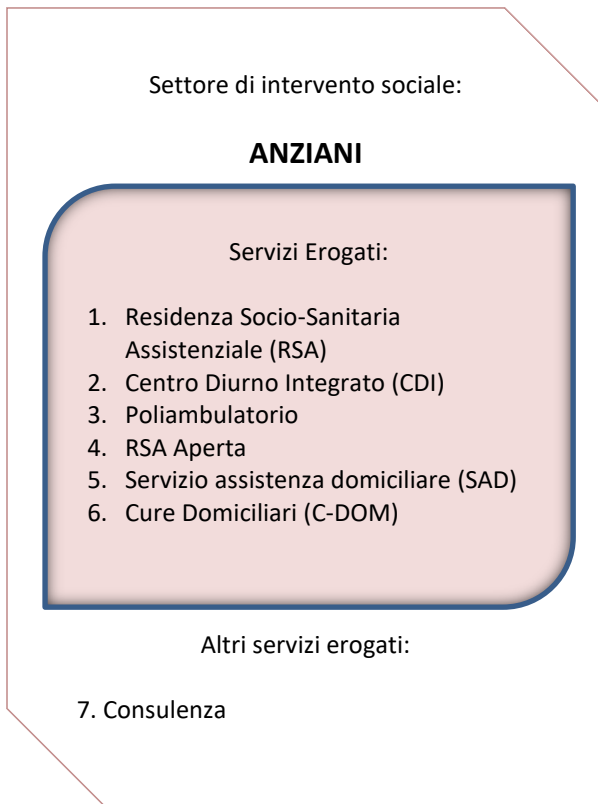 Settore di intervento sociale:
ANZIANI
Servizi Erogati:
1. Residenza Socio-Sanitaria
Assistenziale (RSA)
2. Centro Diurno Integrato (CDI)
3. Poliambulatorio
4. RSA Aperta
5. Servizio assistenza domiciliare (SAD)
6. Cure Domiciliari (C-DOM)
Altri servizi erogati:
7. Consulenza